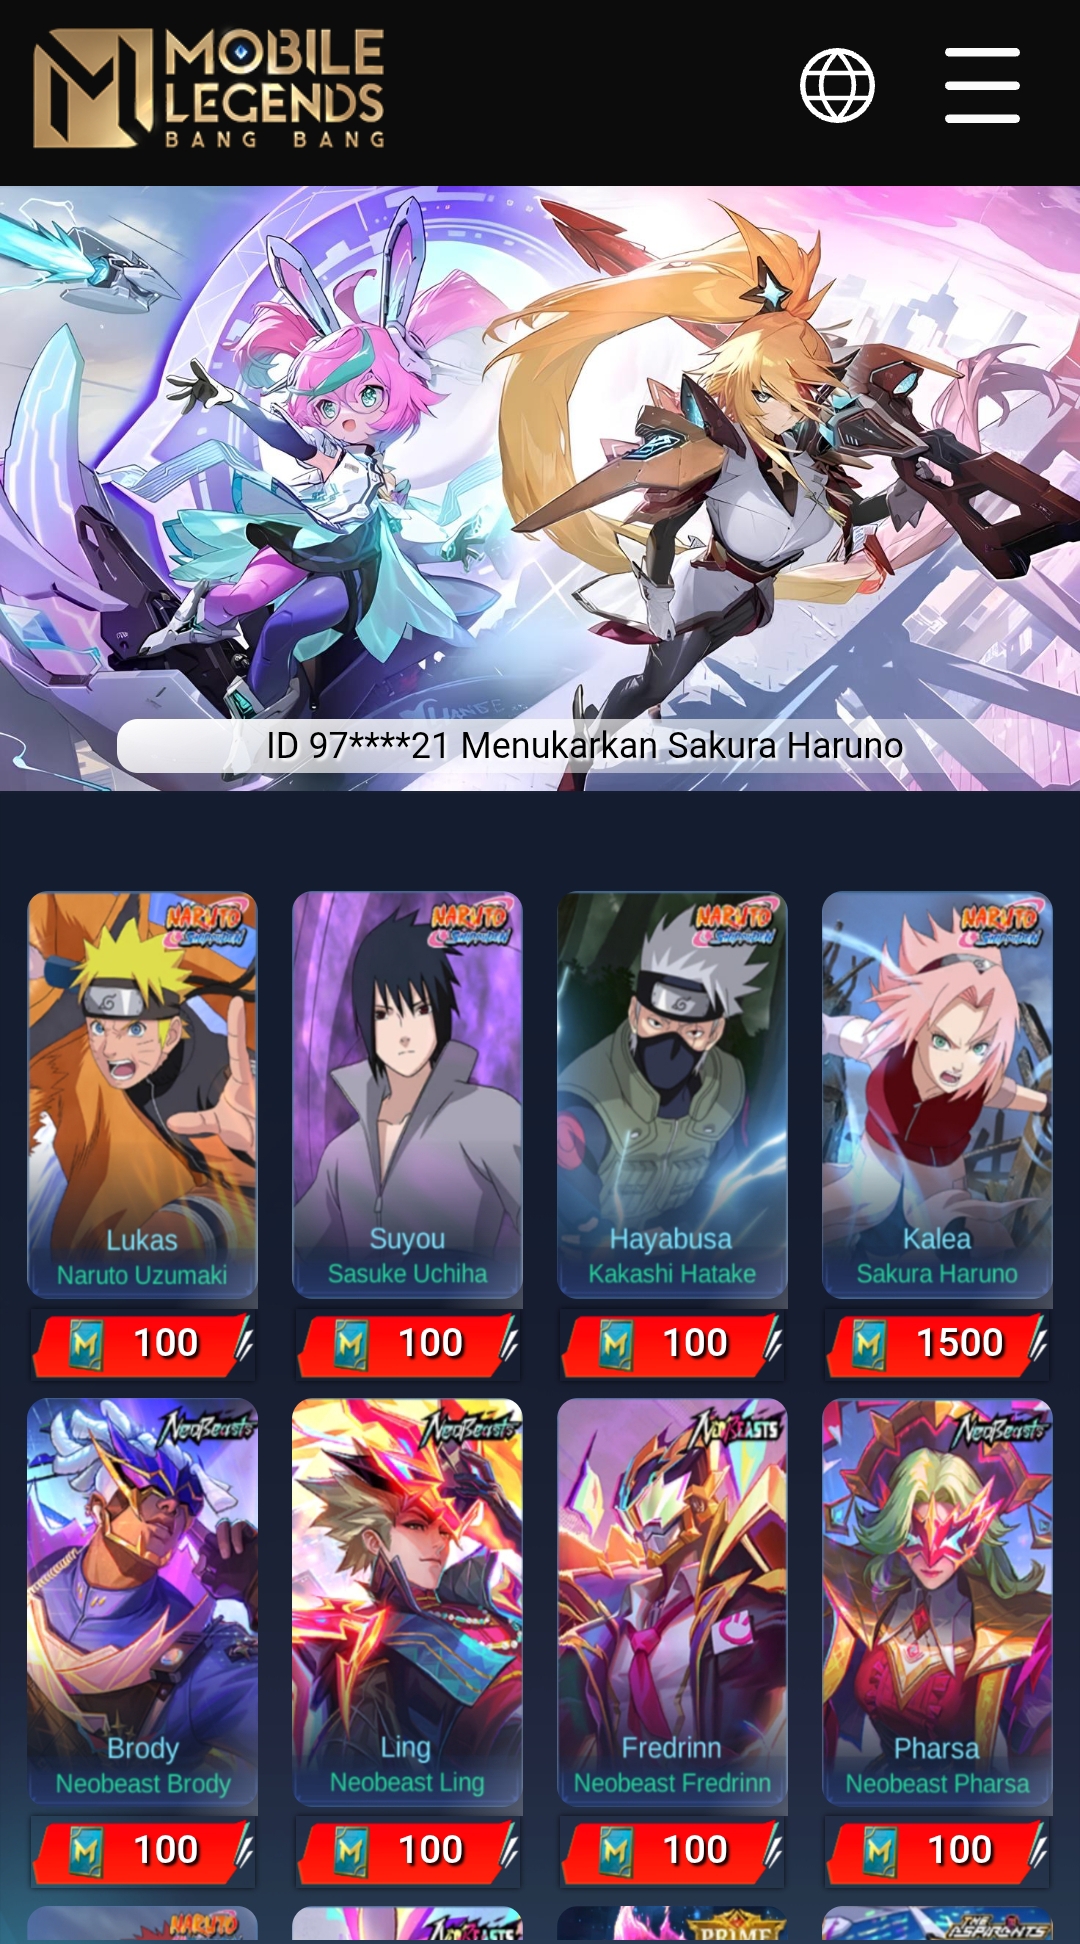 MOBILE
LEGENDS
BANG BANG
ID 97****21 Menukarkan Sakura Haruno
NARUTO
SHIPPUDEN
NARUTO
SHIPPUDEN
NARUTO
SHIPPUDEN
NARUTO
SHIPPUDEN
Lukas
Naruto Uzumaki
Suyou
Sasuke Uchiha
Hayabusa
Kakashi Hatake
Kalea
Sakura Haruno
100
100
100
1500
NeoBeasts
NeoBeasts
NEOBEASTS
NeoBeasts
Brody
Neobeast Brody
Ling
Neobeast Ling
Fredrinn
Neobeast Fredrinn
Pharsa
Neobeast Pharsa
100
100
100
100
NARUTO
NEOBEASTS
PRIME
THE
ASPIRANTS